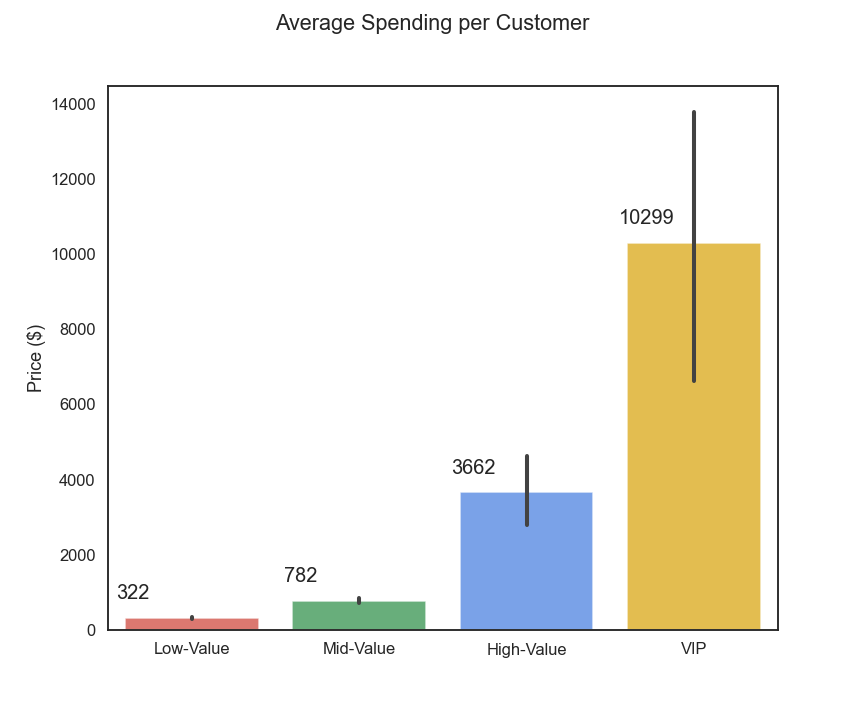 Average Spending per Customer
14000
12000
10000
8000
6000
4000
2000
0
Price ($)
10299
3662
782
322
Low-Value
Mid-Value
High-Value
VIP